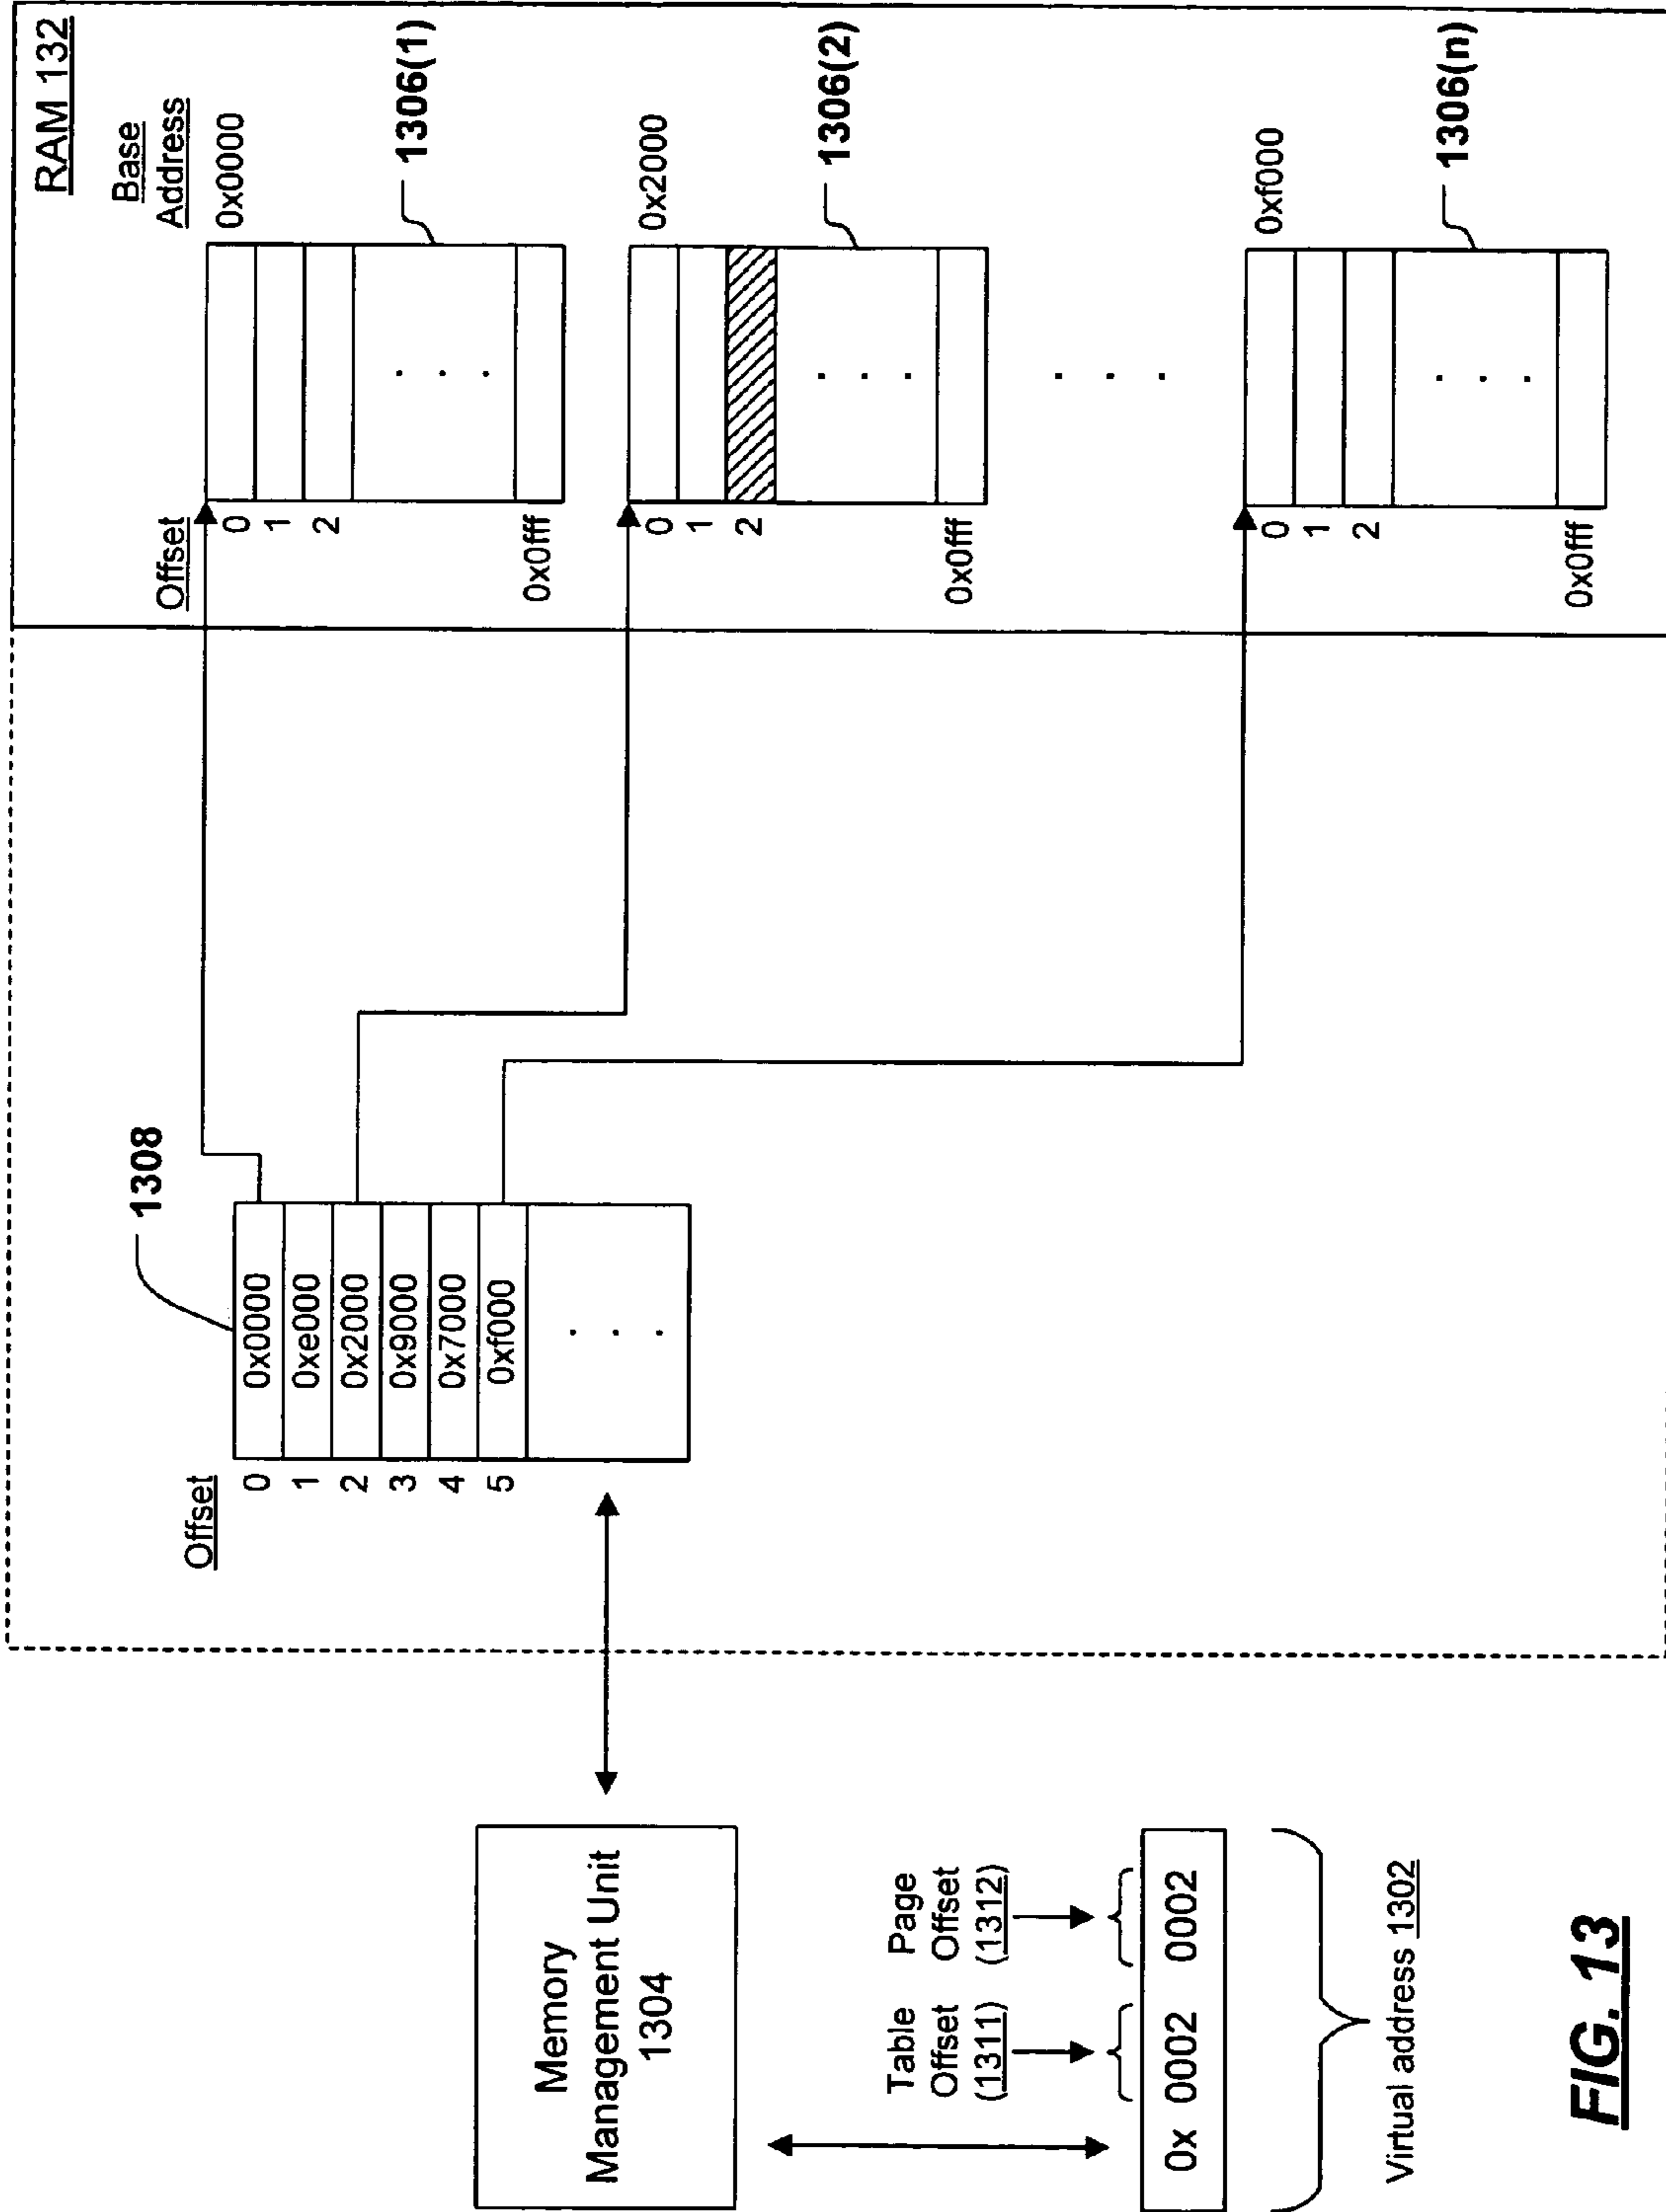 RAM 132
Base
Address
Offset
0x0000
0
1
2
. . .
0x0fff
1306(1)
0x2000
0
1
2
. . .
0x0fff
1306(2)
. . .
0xf000
0
1
2
. . .
0x0fff
1306(n)
1308
Offset
0 0x0000
1 0xe000
2 0x2000
3 0x9000
4 0x7000
5 0xf000
. . .
Memory
Management Unit
1304
Table
Offset
(1311)
Page
Offset
(1312)
0x 0002 0002
Virtual address 1302
FIG. 13